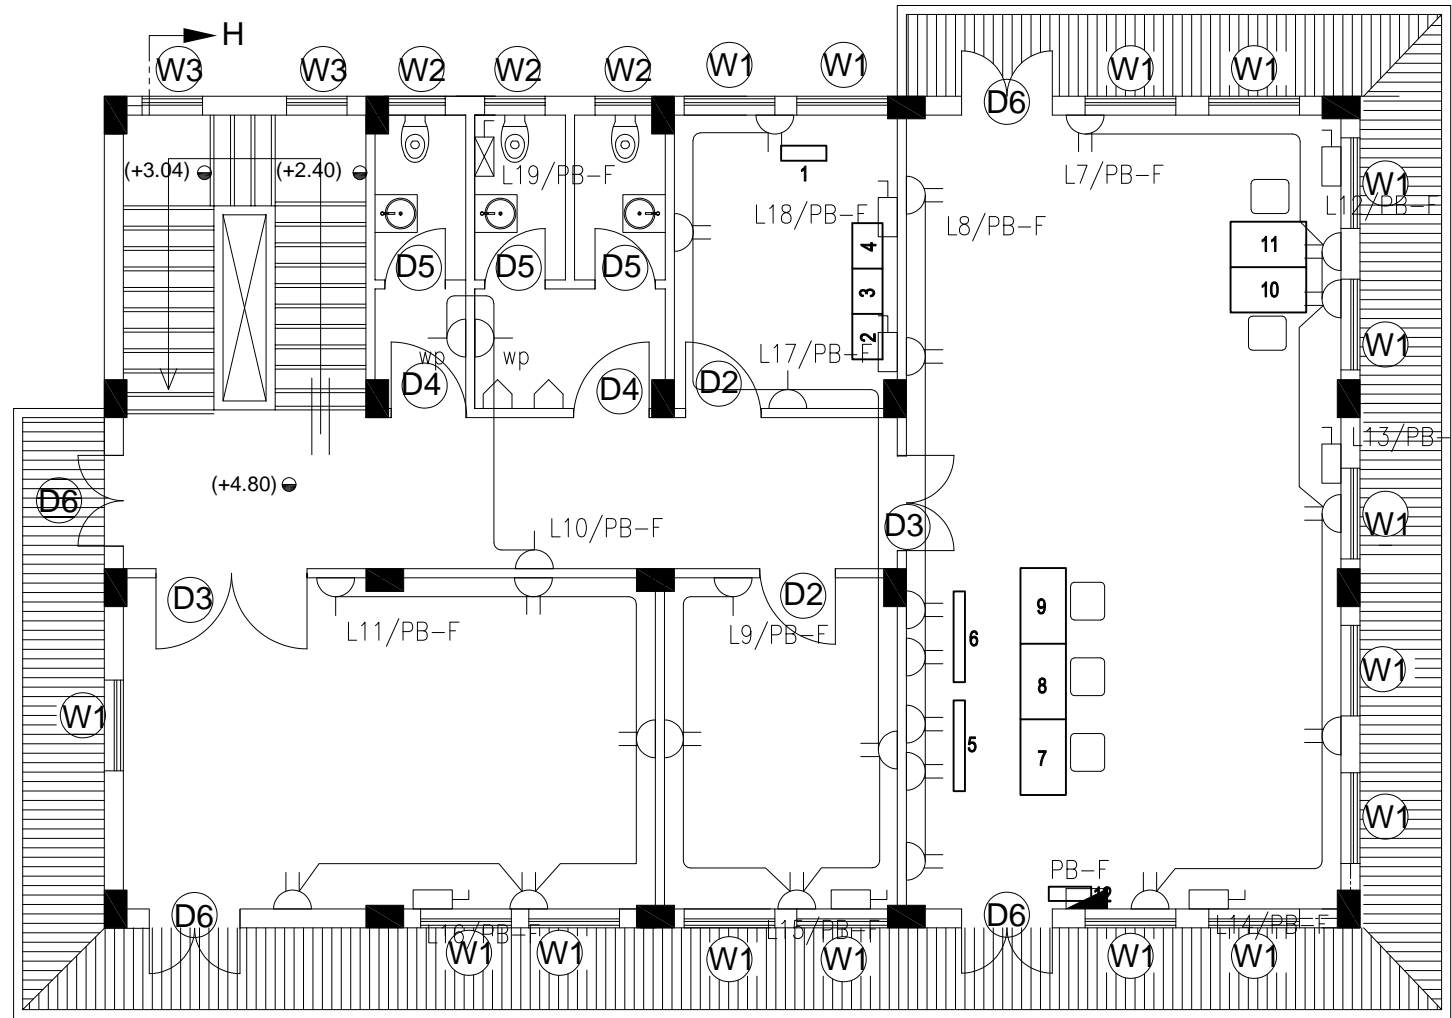 H
W3 W3 W2 W2 W2 W1 W1 W1 W1
D6
(+3.04) (+2.40)
L19/PB-F
1
L7/PB-F
W1
L12/PB-F
L18/PB-F
L8/PB-F
4
11
D5 D5 D5
3
10
2
W1
wp wp
L17/PB-F
D4 D4 D2
L13/PB-
(+4.80)
D6
W1
L10/PB-F
D3
D3
D2
9
L11/PB-F
L9/PB-F
6
W1
8
W1
5
7
W1
PB-F
12
D6
D6
L16/PB-F
L15/PB-F
L14/PB-F
W1 W1 W1 W1 W1 W1